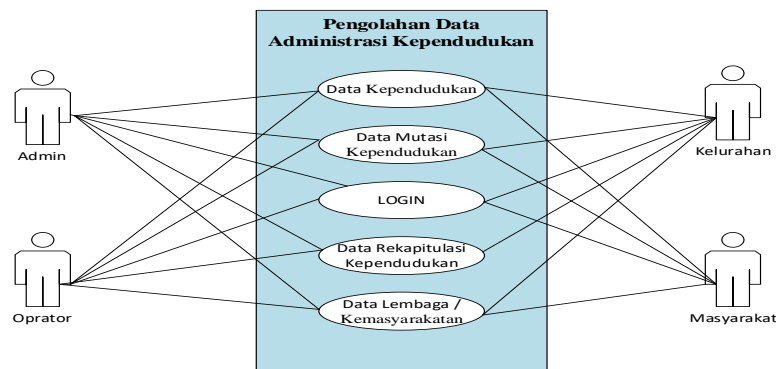 Pengolahan Data
Administrasi Kependudukan
Data Kependudukan
Admin
Data Mutasi
Kependudukan
Kelurahan
LOGIN
Data Rekapitulasi
Kependudukan
Oprator
Data Lembaga /
Kemasyarakatan
Masyarakat